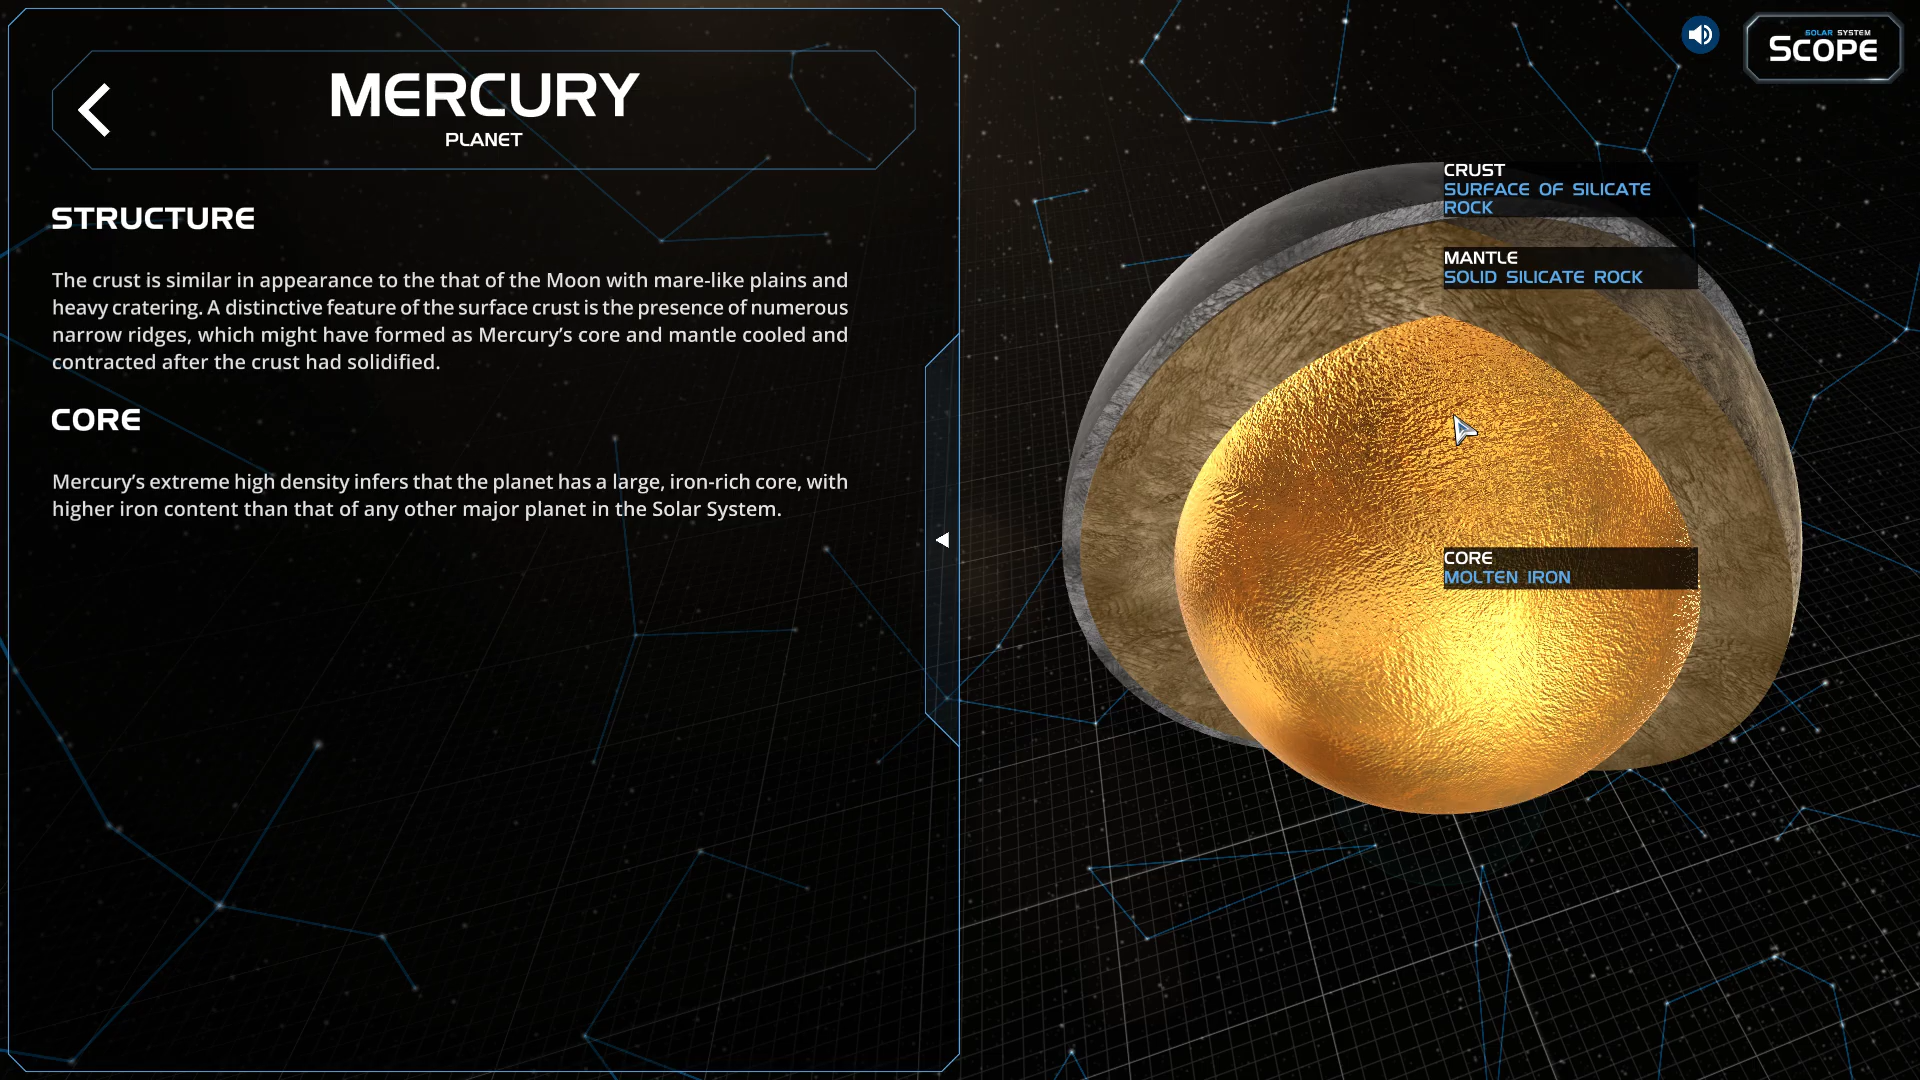 MERCURY
PLANET
STRUCTURE
The crust is similar in appearance to the that of the Moon with mare-like plains and
heavy cratering. A distinctive feature of the surface crust is the presence of numerous
narrow ridges, which might have formed as Mercury’s core and mantle cooled and
contracted after the crust had solidified.
CORE
Mercury’s extreme high density infers that the planet has a large, iron-rich core, with
higher iron content than that of any other major planet in the Solar System.
SOLAR SYSTEM
SCOPE
CRUST
SURFACE OF SILICATE
ROCK
MANTLE
SOLID SILICATE ROCK
CORE
MOLTEN IRON